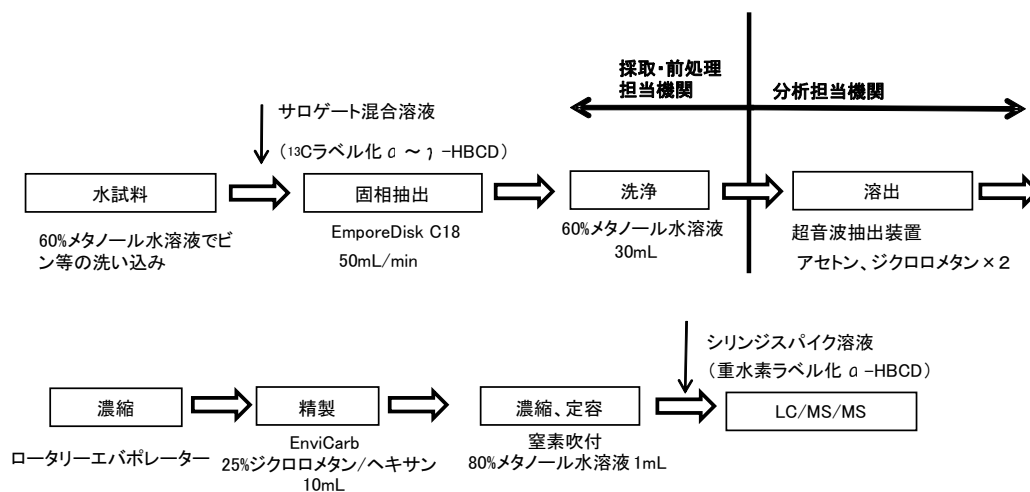 採取・前処理
担当機関
分析担当機関
サロゲート混合溶液
（¹³Cラベル化 α ～ γ -HBCD）
水試料
固相抽出
洗浄
溶出
60%メタノール水溶液でビ
ン等の洗い込み
EmporeDisk C18
50mL/min
60%メタノール水溶液
30mL
超音波抽出装置
アセトン、ジクロロメタン×２
シリンジスパイク溶液
（重水素ラベル化 α -HBCD）
濃縮
精製
濃縮、定容
LC/MS/MS
ロータリーエバポレーター
EnviCarb
25%ジクロロメタン/ヘキサン
10mL
窒素吹付
80%メタノール水溶液 1mL